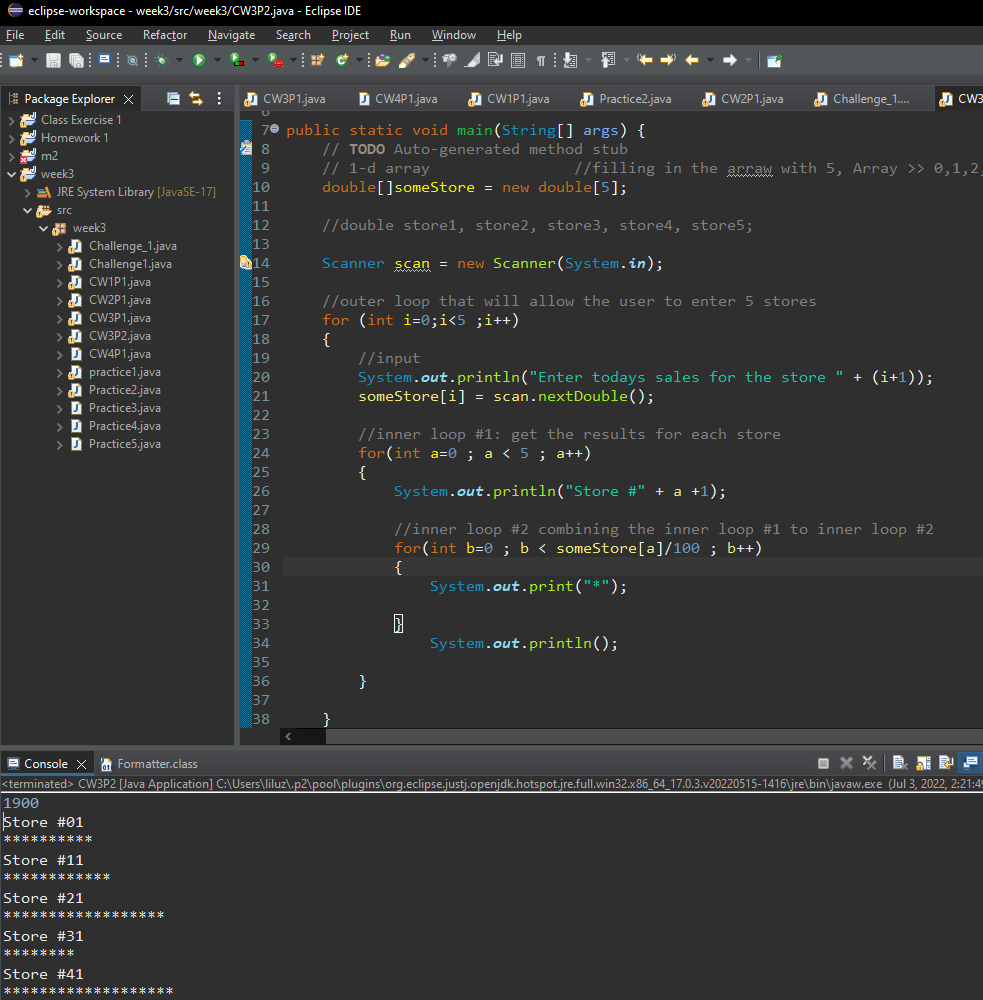 eclipse-workspace - week3/src/week3/CW3P2.java - Eclipse IDE
File Edit Source Refactor Navigate Search Project Run Window Help
Package Explorer
Class Exercise 1
Homework 1
m2
week3
JRE System Library [JavaSE-17]
src
week3
Challenge_1.java
Challenge1.java
CW1P1.java
CW2P1.java
CW3P1.java
CW3P2.java
CW4P1.java
practice1.java
Practice2.java
Practice3.java
Practice4.java
Practice5.java
CW3P1.java CW4P1.java CW1P1.java Practice2.java CW2P1.java Challenge_1.... CW3
7 public static void main(String[] args) {
8 // TODO Auto-generated method stub
9 // 1-d array //filling in the arraw with 5, Array >> 0,1,2,
10 double[]someStore = new double[5];
11
12 //double store1, store2, store3, store4, store5;
13
14 Scanner scan = new Scanner(System.in);
15
16 //outer loop that will allow the user to enter 5 stores
17 for (int i=0;i<5 ;i++)
18 {
19 //input
20 System.out.println("Enter todays sales for the store " + (i+1));
21 someStore[i] = scan.nextDouble();
22
23 //inner loop #1: get the results for each store
24 for(int a=0 ; a < 5 ; a++)
25 {
26 System.out.println("Store #" + a +1);
27
28 //inner loop #2 combining the inner loop #1 to inner loop #2
29 for(int b=0 ; b < someStore[a]/100 ; b++)
30 {
31 System.out.print("*");
32
33 }
34 System.out.println();
35
36 }
37
38 }
Console Formatter.class
<terminated> CW3P2 [Java Application] C:\Users\liluz\.p2\pool\plugins\org.eclipse.justj.openjdk.hotspot.jre.full.win32.x86_64_17.0.3.v20220515-1416\jre\bin\javaw.exe (Jul 3, 2022, 2:21:49
1900
Store #01
**********
Store #11
************
Store #21
******************
Store #31
********
Store #41
*******************